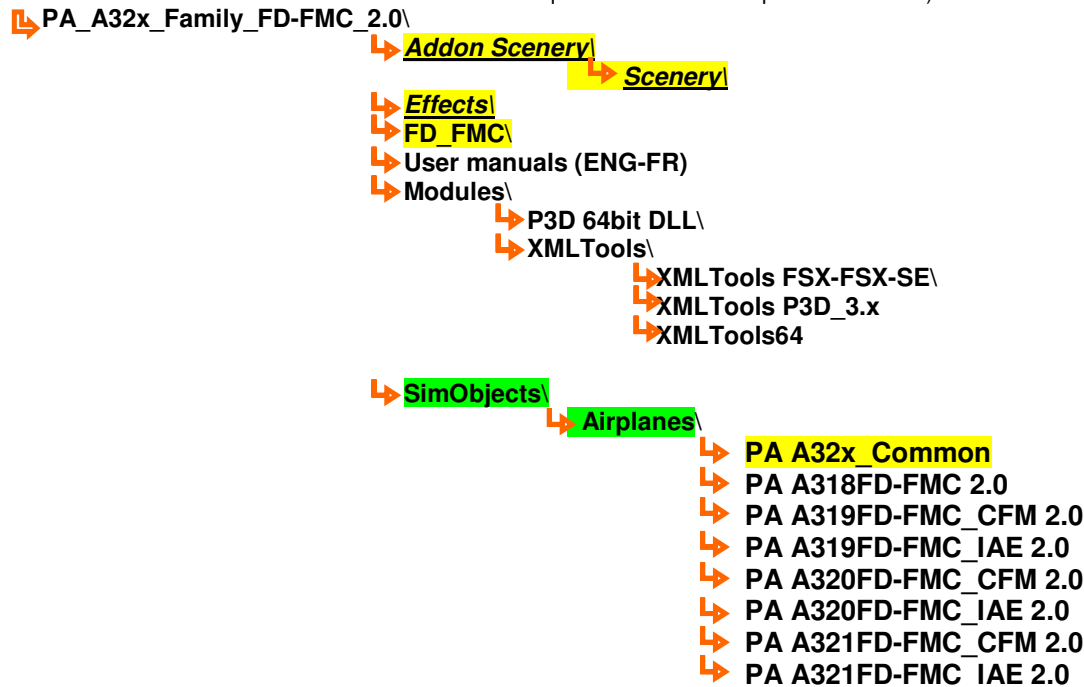 PA_A32x_Family_FD-FMC_2.0\
Addon Scenery\
Scenery\
Effects\
FD_FMC\
User manuals (ENG-FR)
Modules\
P3D 64bit DLL\
XMLTools\
XMLTools FSX-FSX-SE\
XMLTools P3D_3.x
XMLTools64
SimObjects\
Airplanes\
PA A32x_Common
PA A318FD-FMC 2.0
PA A319FD-FMC_CFM 2.0
PA A319FD-FMC_IAE 2.0
PA A320FD-FMC_CFM 2.0
PA A320FD-FMC_IAE 2.0
PA A321FD-FMC_CFM 2.0
PA A321FD-FMC_IAE 2.0